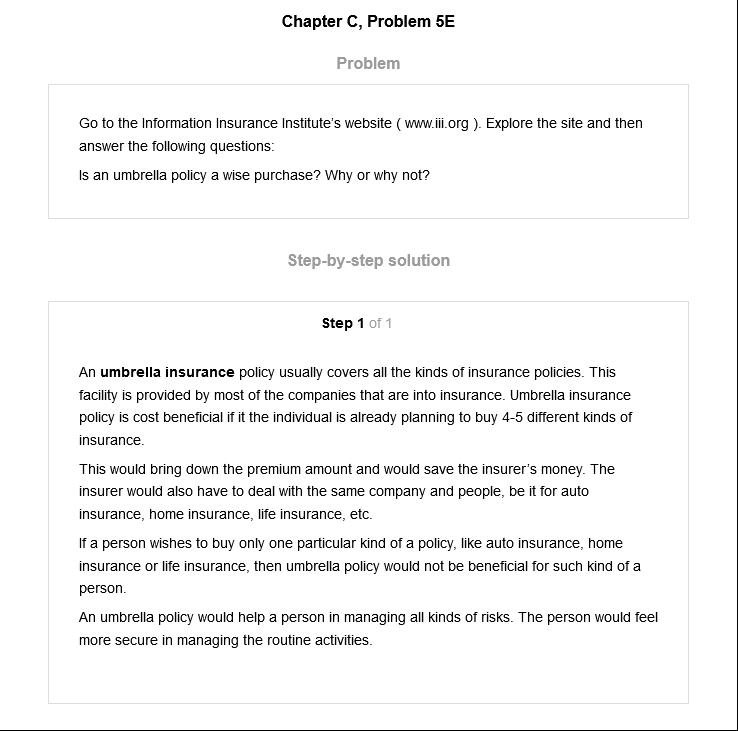 Chapter C, Problem 5E
Problem
Go to the Information Insurance Institute's website ( www.iii.org ). Explore the site and then
answer the following questions:
Is an umbrella policy a wise purchase? Why or why not?
Step-by-step solution
Step 1 of 1
An umbrella insurance policy usually covers all the kinds of insurance policies. This
facility is provided by most of the companies that are into insurance. Umbrella insurance
policy is cost beneficial if it the individual is already planning to buy 4-5 different kinds of
insurance.
This would bring down the premium amount and would save the insurer's money. The
insurer would also have to deal with the same company and people, be it for auto
insurance, home insurance, life insurance, etc.
If a person wishes to buy only one particular kind of a policy, like auto insurance, home
insurance or life insurance, then umbrella policy would not be beneficial for such kind of a
person.
An umbrella policy would help a person in managing all kinds of risks. The person would feel
more secure in managing the routine activities.